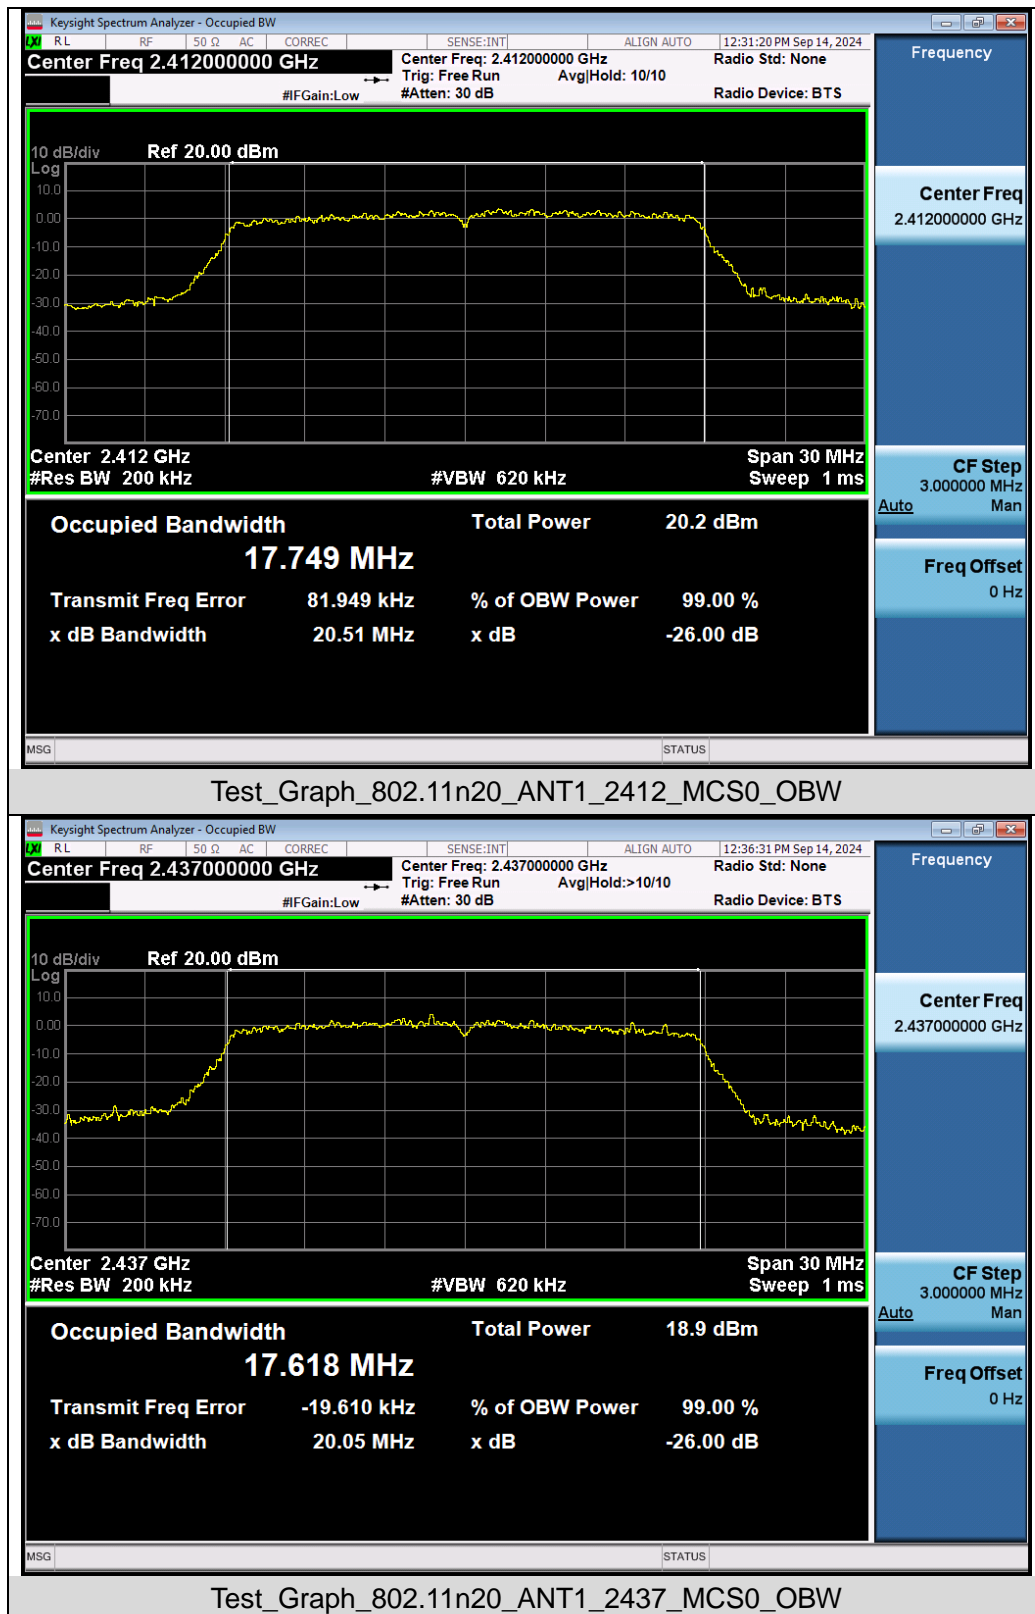 Keysight Spectrum Analyzer - Occupied BW
LXI RL RF 50 Ω AC CORREC SENSE:INT ALIGN AUTO 12:31:20 PM Sep 14, 2024
Center Freq 2.412000000 GHz
Center Freq: 2.412000000 GHz Radio Std: None
Trig: Free Run Avg|Hold: 10/10
#IFGain:Low #Atten: 30 dB Radio Device: BTS
Frequency
10 dB/div Ref 20.00 dBm
Log
10.0
0.00
-10.0
-20.0
-30.0
-40.0
-50.0
-60.0
-70.0
Center 2.412 GHz Span 30 MHz
#Res BW 200 kHz #VBW 620 kHz Sweep 1 ms
Center Freq
2.412000000 GHz
CF Step
3.000000 MHz
Auto Man
Freq Offset
0 Hz
Occupied Bandwidth Total Power 20.2 dBm
17.749 MHz
Transmit Freq Error 81.949 kHz % of OBW Power 99.00 %
x dB Bandwidth 20.51 MHz x dB -26.00 dB
MSG STATUS
Test_Graph_802.11n20_ANT1_2412_MCS0_OBW
Keysight Spectrum Analyzer - Occupied BW
LXI RL RF 50 Ω AC CORREC SENSE:INT ALIGN AUTO 12:36:31 PM Sep 14, 2024
Center Freq 2.437000000 GHz
Center Freq: 2.437000000 GHz Radio Std: None
Trig: Free Run Avg|Hold:>10/10
#IFGain:Low #Atten: 30 dB Radio Device: BTS
Frequency
10 dB/div Ref 20.00 dBm
Log
10.0
0.00
-10.0
-20.0
-30.0
-40.0
-50.0
-60.0
-70.0
Center 2.437 GHz Span 30 MHz
#Res BW 200 kHz #VBW 620 kHz Sweep 1 ms
Center Freq
2.437000000 GHz
CF Step
3.000000 MHz
Auto Man
Freq Offset
0 Hz
Occupied Bandwidth Total Power 18.9 dBm
17.618 MHz
Transmit Freq Error -19.610 kHz % of OBW Power 99.00 %
x dB Bandwidth 20.05 MHz x dB -26.00 dB
MSG STATUS
Test_Graph_802.11n20_ANT1_2437_MCS0_OBW